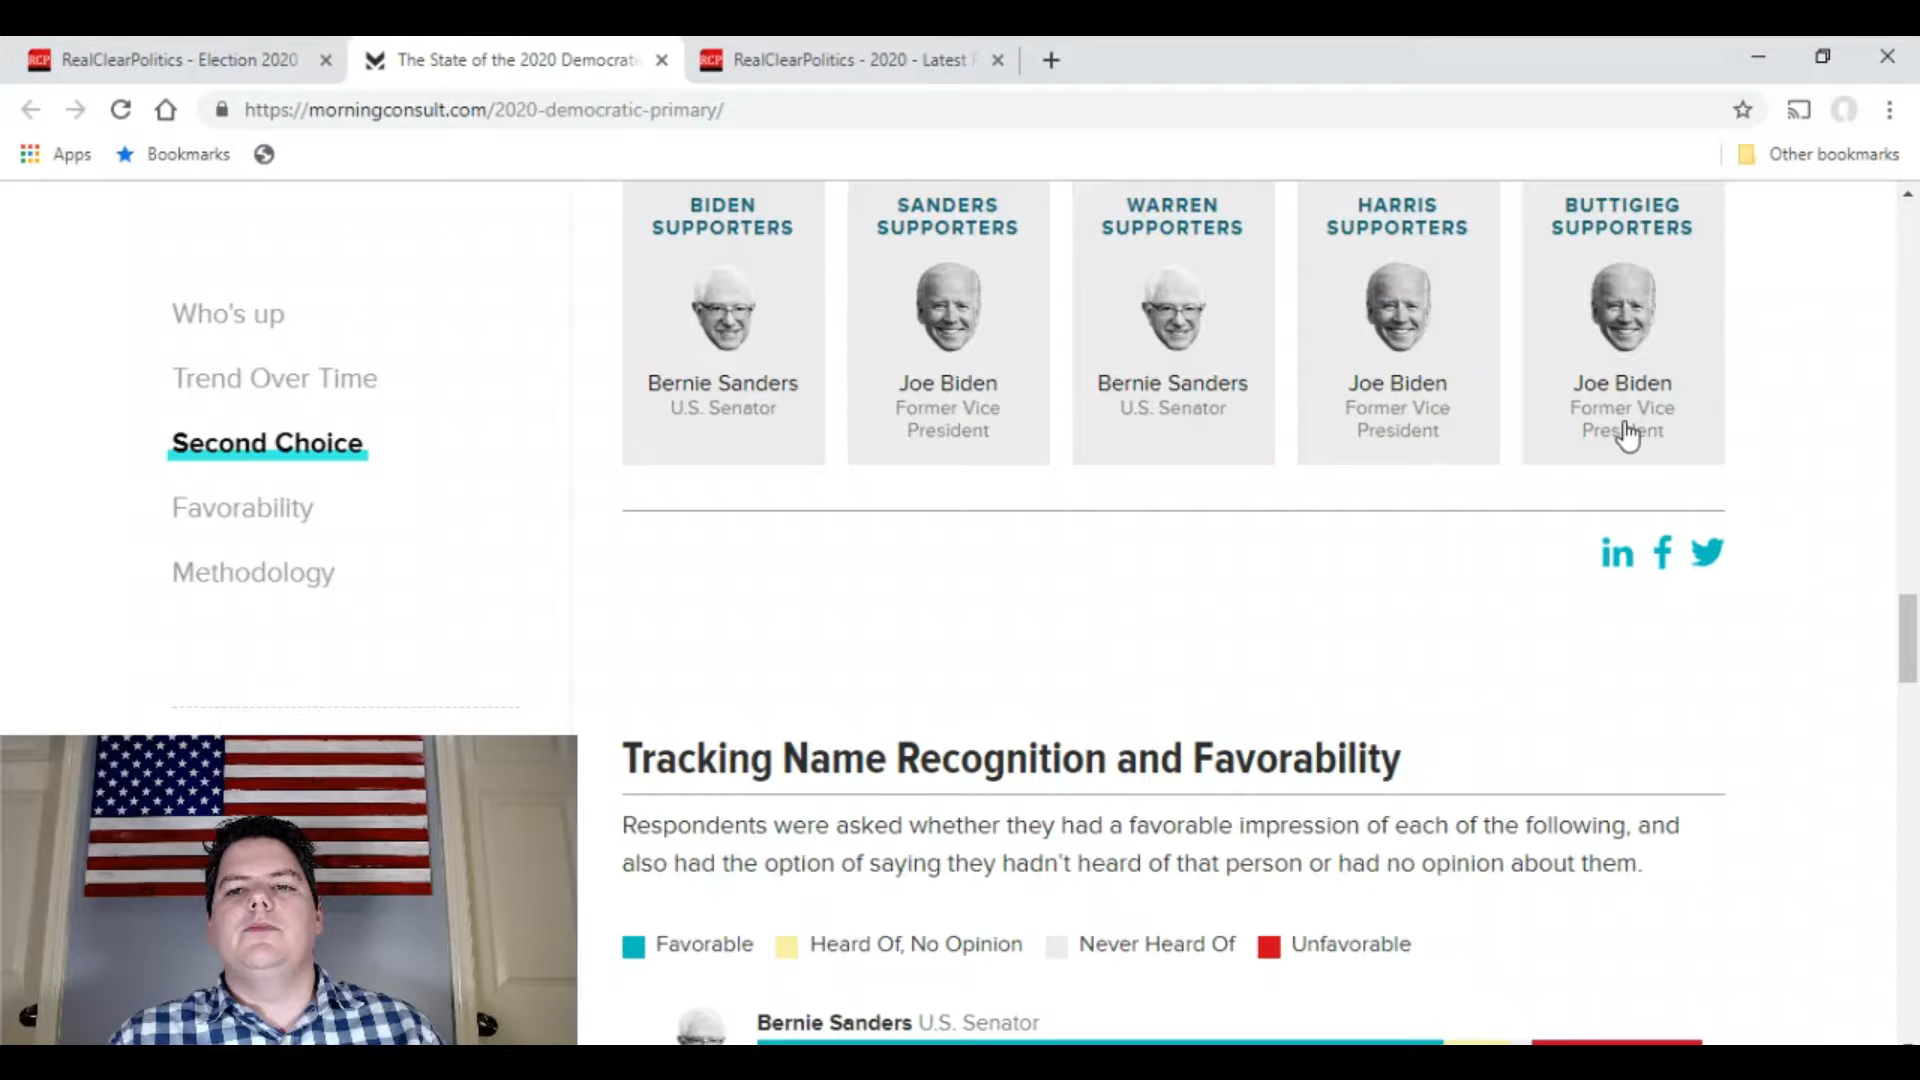 RCP RealClearPolitics - Election 2020
The State of the 2020 Democrati
RCP RealClearPolitics - 2020 - Latest P
https://morningconsult.com/2020-democratic-primary/
Apps
Bookmarks
Other bookmarks
Who's up
Trend Over Time
Second Choice
Favorability
Methodology
BIDEN
SUPPORTERS
Bernie Sanders
U.S. Senator
SANDERS
SUPPORTERS
Joe Biden
Former Vice
President
WARREN
SUPPORTERS
Bernie Sanders
U.S. Senator
HARRIS
SUPPORTERS
Joe Biden
Former Vice
President
BUTTIGIEG
SUPPORTERS
Joe Biden
Former Vice
President
in f
Tracking Name Recognition and Favorability
Respondents were asked whether they had a favorable impression of each of the following, and
also had the option of saying they hadn't heard of that person or had no opinion about them.
Favorable
Heard Of, No Opinion
Never Heard Of
Unfavorable
Bernie Sanders U.S. Senator